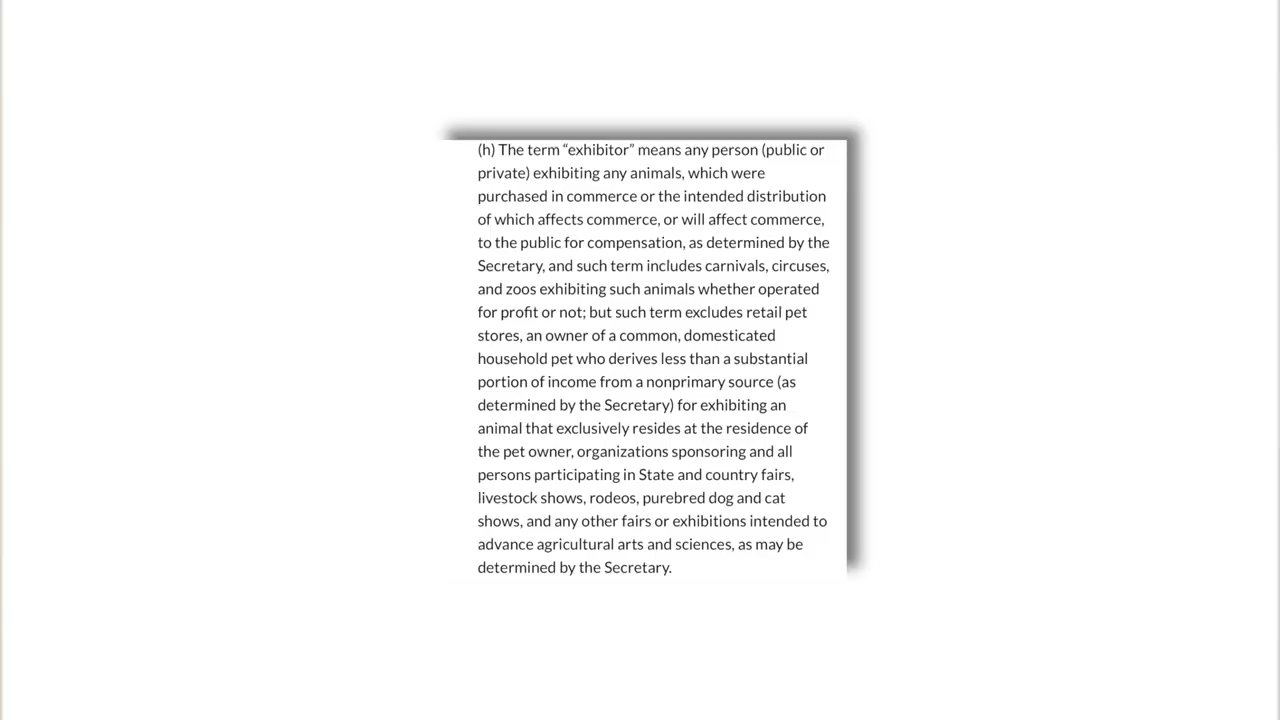 (h) The term “exhibitor” means any person (public or
private) exhibiting any animals, which were
purchased in commerce or the intended distribution
of which affects commerce, or will affect commerce,
to the public for compensation, as determined by the
Secretary, and such term includes carnivals, circuses,
and zoos exhibiting such animals whether operated
for profit or not; but such term excludes retail pet
stores, an owner of a common, domesticated
household pet who derives less than a substantial
portion of income from a nonprimary source (as
determined by the Secretary) for exhibiting an
animal that exclusively resides at the residence of
the pet owner, organizations sponsoring and all
persons participating in State and country fairs,
livestock shows, rodeos, purebred dog and cat
shows, and any other fairs or exhibitions intended to
advance agricultural arts and sciences, as may be
determined by the Secretary.